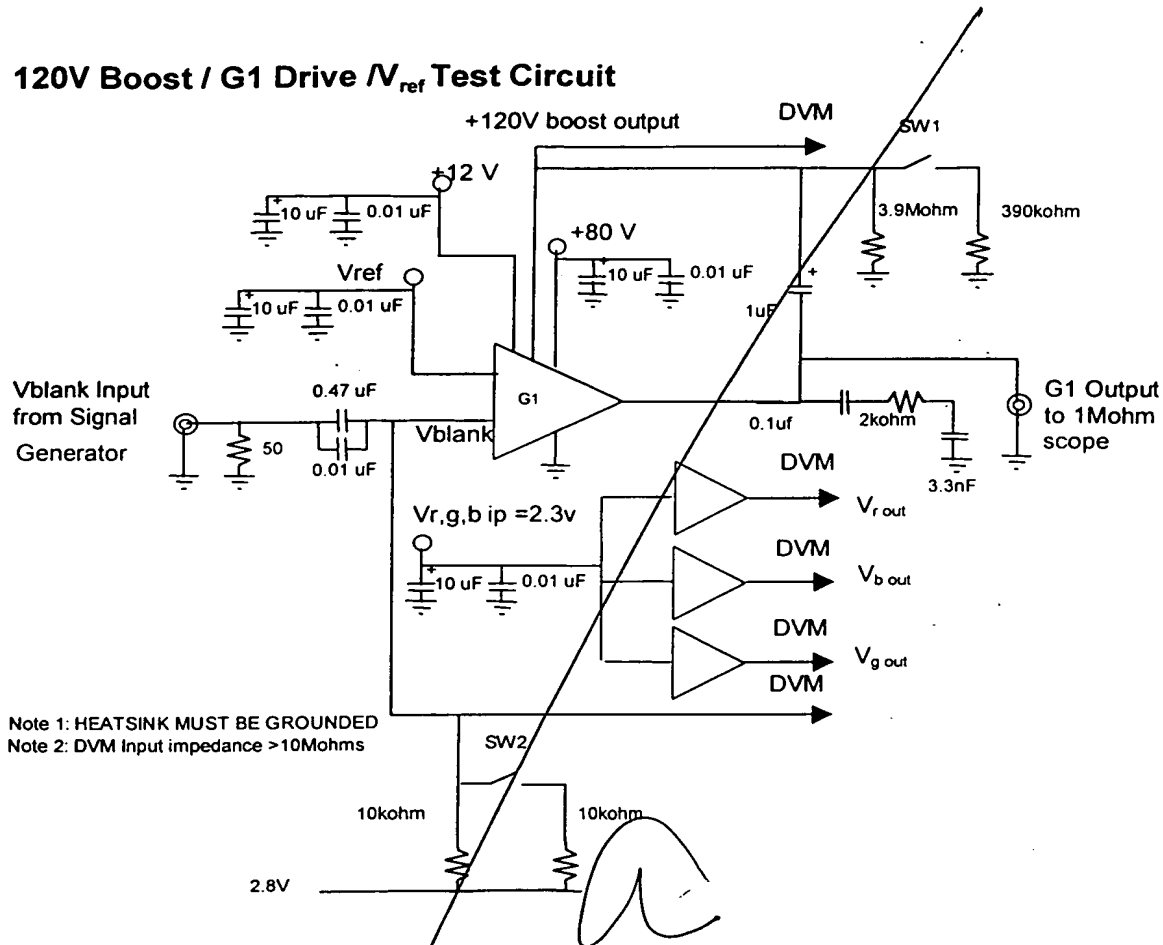 120V Boost / G1 Drive /Vref Test Circuit
+120V boost output
DVM
SW1
+12 V
10 uF
0.01 uF
3.9Mohm
390kohm
+80 V
10 uF
0.01 uF
Vref
10 uF
0.01 uF
1uF
Vblank Input
from Signal
Generator
0.47 uF
50
0.01 uF
Vblank
G1
0.1uf
2kohm
3.3nF
G1 Output
to 1Mohm
scope
Vr,g,b ip =2.3v
10 uF
0.01 uF
DVM
Vr out
DVM
Vb out
DVM
Vg out
DVM
Note 1: HEATSINK MUST BE GROUNDED
Note 2: DVM Input impedance >10Mohms
SW2
10kohm
10kohm
2.8V